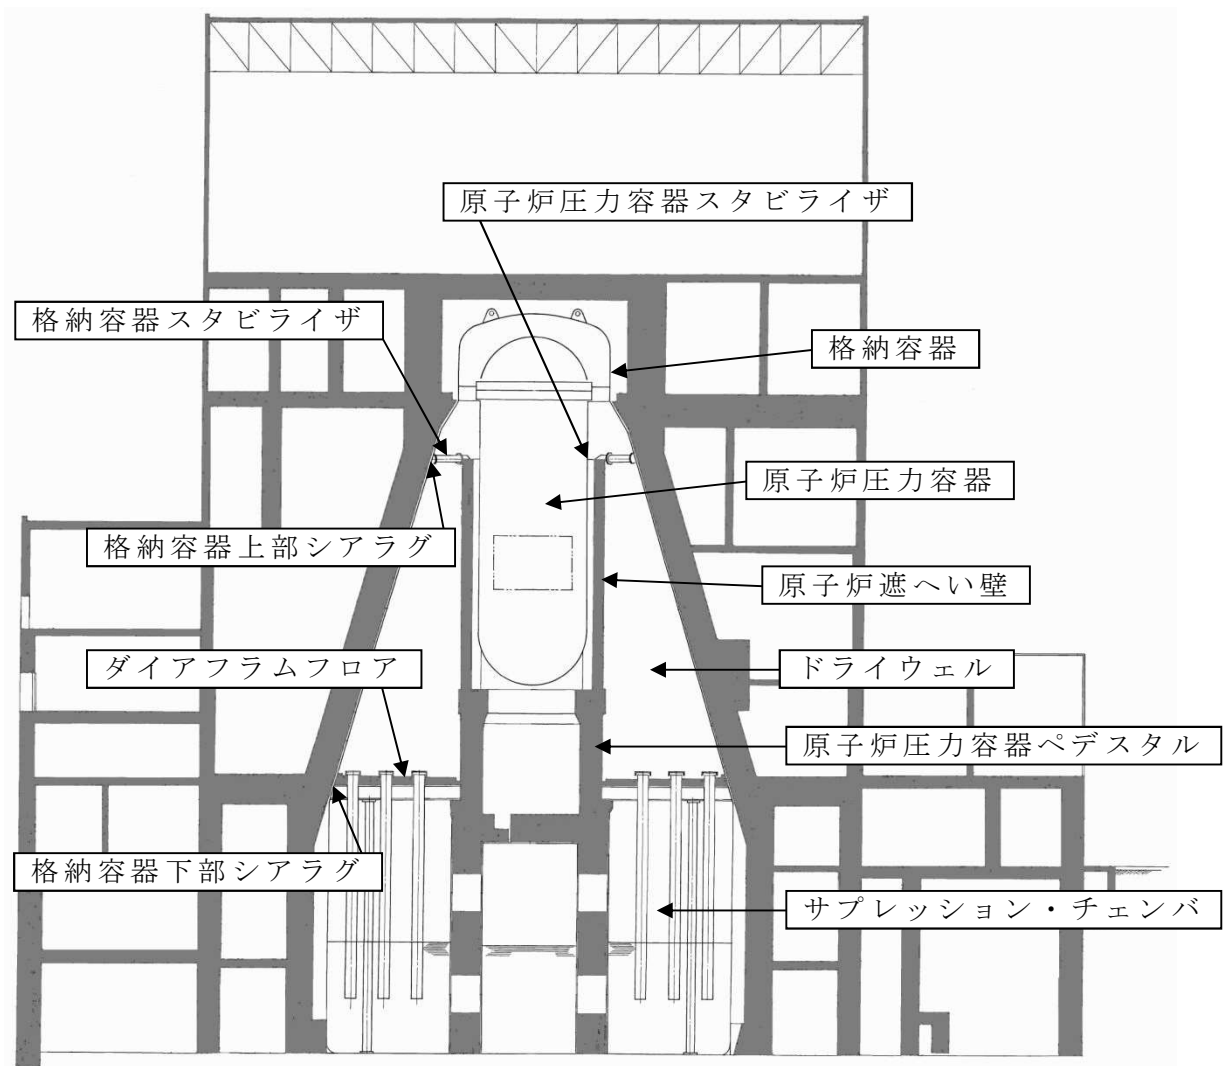 原子炉圧力容器スタビライザ
格納容器スタビライザ
格納容器
原子炉圧力容器
格納容器上部シアラグ
原子炉遮へい壁
ダイアフラムフロア
ドライウェル
原子炉圧力容器ペデスタル
格納容器下部シアラグ
サプレッション・チェンバ